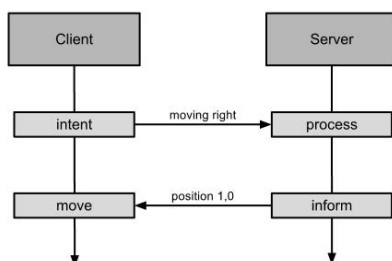 Client
Server
intent
moving right
process
move
position 1,0
inform